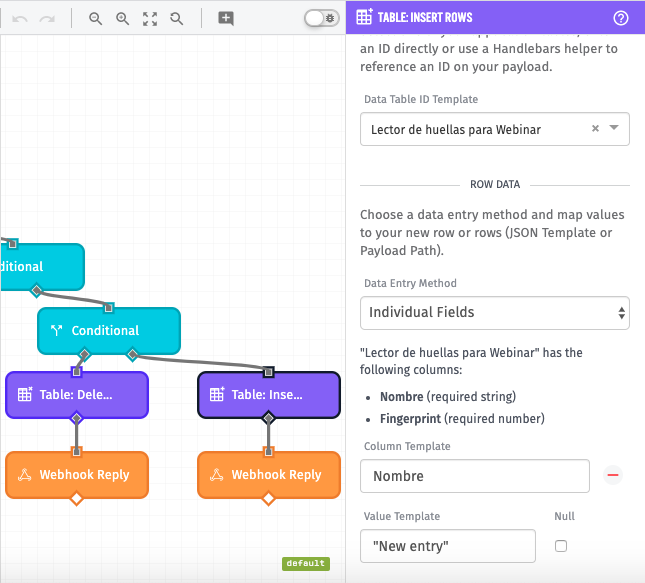 TABLE: INSERT ROWS
an ID directly or use a Handlebars helper to
reference an ID on your payload.
Data Table ID Template
Lector de huellas para Webinar
ROW DATA
Choose a data entry method and map values
to your new row or rows (JSON Template or
Payload Path).
Data Entry Method
Individual Fields
"Lector de huellas para Webinar" has the
following columns:
Nombre (required string)
Fingerprint (required number)
Column Template
Nombre
Value Template
Null
"New entry"
ditional
Conditional
Table: Dele...
Table: Inse...
Webhook Reply
Webhook Reply
default